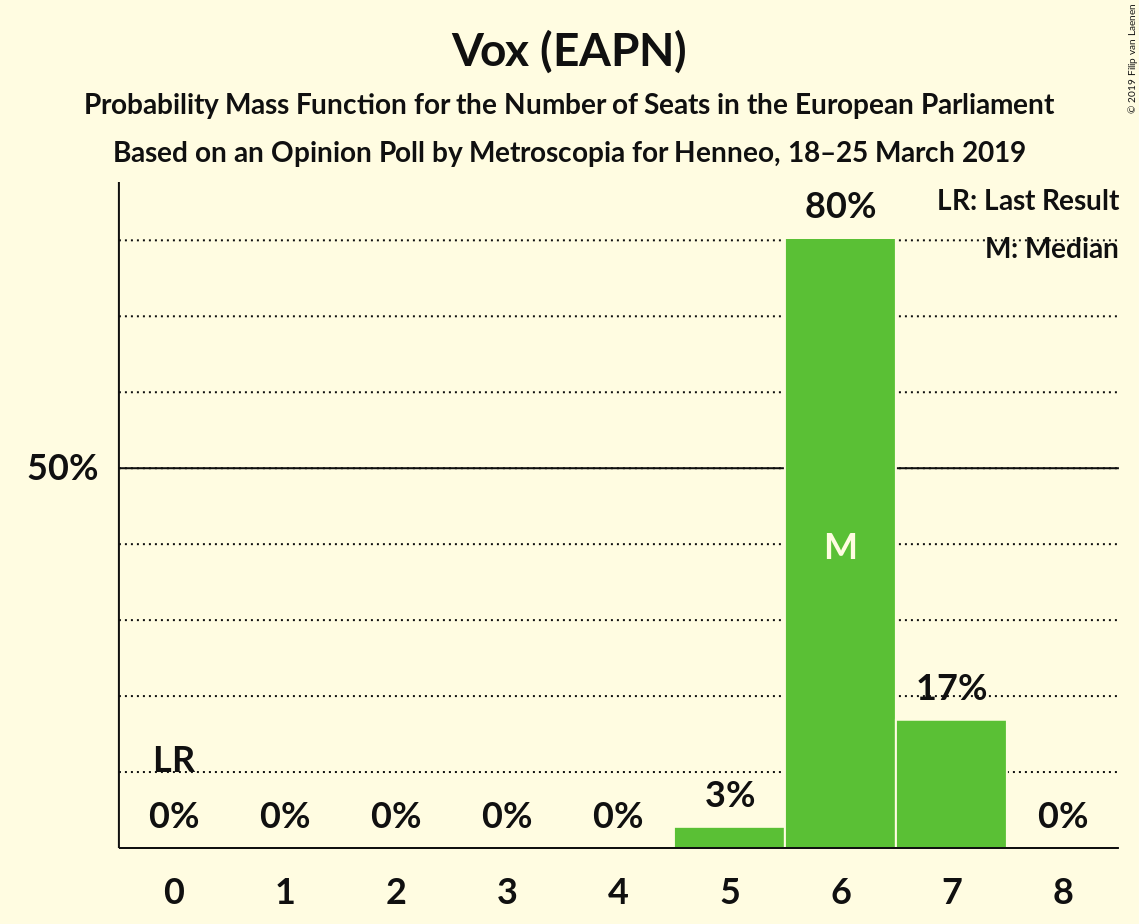 Vox (EAPN)
Probability Mass Function for the Number of Seats in the European Parliament
Based on an Opinion Poll by Metroscopia for Henneo, 18–25 March 2019
© 2019 Filip van Laenen
LR: Last Result
M: Median
80%
50%
M
17%
LR
3%
0% 0% 0% 0% 0% 0%
0 1 2 3 4 5 6 7 8